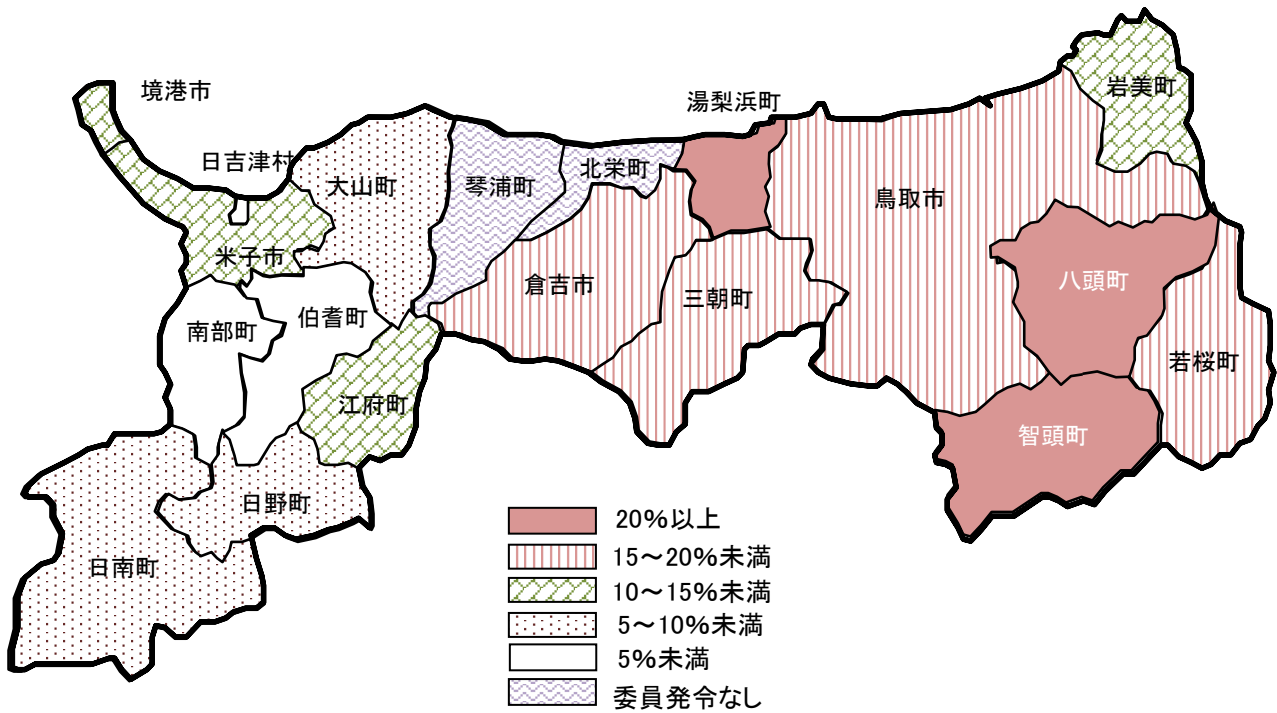 境港市
岩美町
湯梨浜町
日吉津村
大山町
琴浦町
北栄町
鳥取市
米子市
倉吉市
三朝町
八頭町
南部町
伯耆町
若桜町
江府町
智頭町
日野町
日南町
20%以上
15~20%未満
10~15%未満
5~10%未満
5%未満
委員発令なし